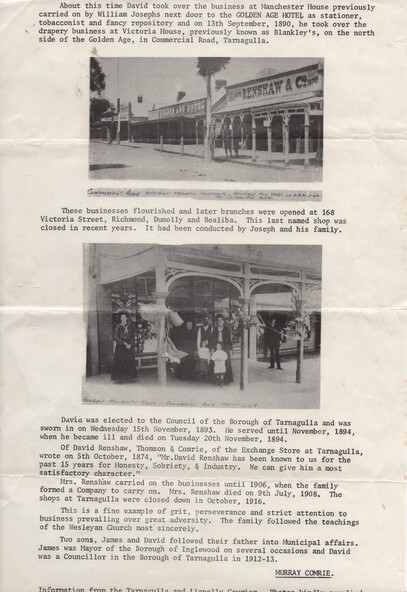 About this time David took over the business at Manchester House previously
carried on by William Josephs next door to the GOLDEN AGE HOTEL as stationer,
tobacconist and fancy repository and on 13th September, 1890, he took over the
drapery business at Victoria House, previously known as Blankley's, on the north
side of the Golden Age, in Commercial Road, Tarnagulla.
GOLDEN AGE HOTEL
RENSHAW & Co
Commercial Road
These businesses flourished and later branches were opened at 168
Victoria Street, Richmond, Dunolly and Bealiba. This last named shop was
closed in recent years. It had been conducted by Joseph and his family.
David was elected to the Council of the Borough of Tarnagulla and was
sworn in on Wednesday 15th November, 1893. He served until November, 1894,
when he became ill and died on Tuesday 20th November, 1894.
Of David Renshaw, Thomson & Comrie, of the Exchange Store at Tarnagulla,
wrote on 5th October, 1874, "Mr.David Renshaw has been known to us for the
past 15 years for Honesty, Sobriety, & Industry. We can give him a most
satisfactory character."
Mrs. Renshaw carried on the businesses until 1906, when the family
formed a Company to carry on. Mrs. Renshaw died on 9th July, 1908. The
shops at Tarnagulla were closed down in October, 1916.
This is a fine example of grit, perseverance and strict attention to
business prevailing over great adversity. The family followed the teachings
of the Wesleyan Church most sincerely.
Two sons, James and David followed their father into Municipal affairs.
James was Mayor of the Borough of Inglewood on several occasions and David
was a Councillor in the Borough of Tarnagulla in 1912-13.
MURRAY COMRIE.
Information from the Tarnagulla and Llanelly Courier. Photos kindly